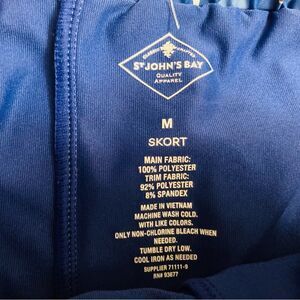 ST JOHN'S BAY
QUALITY
APPAREL
M
SKORT
MAIN FABRIC:
100% POLYESTER
TRIM FABRIC:
92% POLYESTER
8% SPANDEX
MADE IN VIETNAM
MACHINE WASH COLD.
WITH LIKE COLORS.
ONLY NON-CHLORINE BLEACH WHEN
NEEDED.
TUMBLE DRY LOW.
COOL IRON AS NEEDED
SUPPLIER 71111-9
RN# 93677